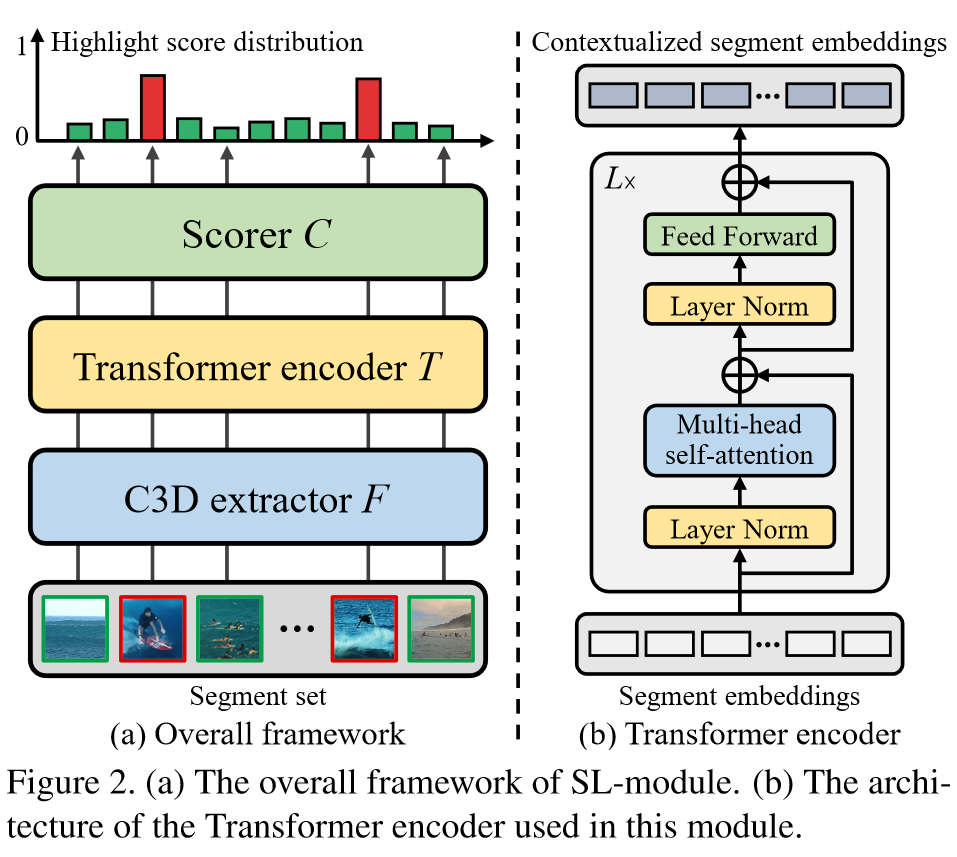 1
Highlight score distribution
0
Scorer C
Transformer encoder T
C3D extractor F
...
Segment set
(a) Overall framework
Contextualized segment embeddings
...
L×
Feed Forward
Layer Norm
Multi-head
self-attention
Layer Norm
...
Segment embeddings
(b) Transformer encoder
Figure 2. (a) The overall framework of SL-module. (b) The archi-
tecture of the Transformer encoder used in this module.